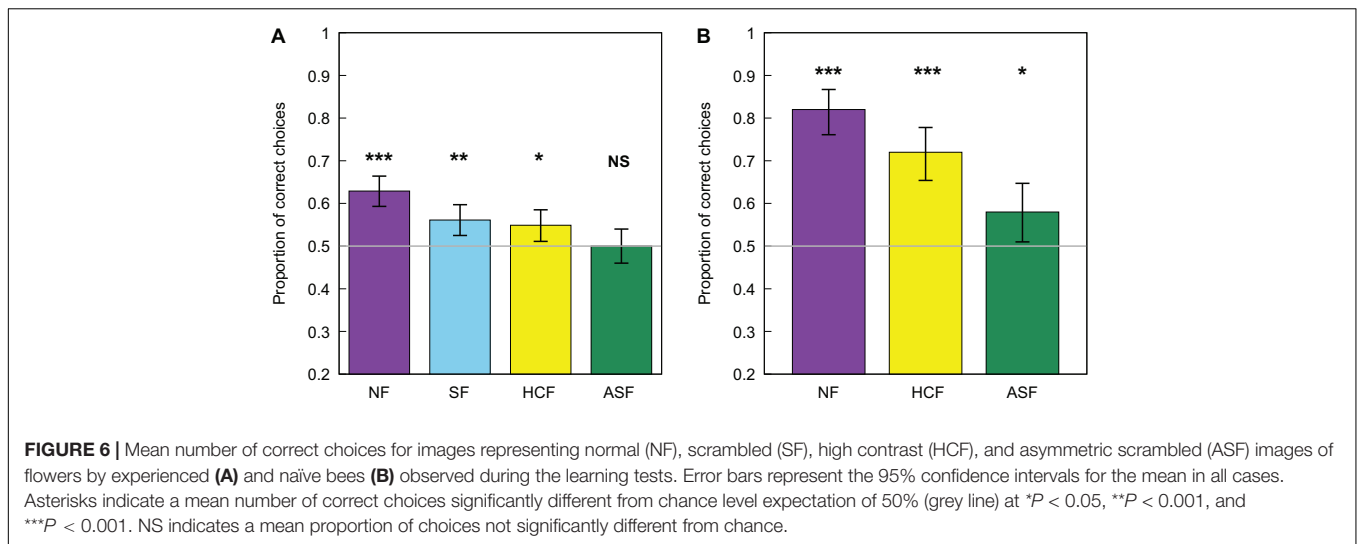 A
Proportion of correct choices
1
0.9
0.8
0.7
0.6
0.5
0.4
0.3
0.2
***
**
*
NS
NF SF HCF ASF
B
Proportion of correct choices
1
0.9
0.8
0.7
0.6
0.5
0.4
0.3
0.2
***
***
*
NF HCF ASF
FIGURE 6 | Mean number of correct choices for images representing normal (NF), scrambled (SF), high contrast (HCF), and asymmetric scrambled (ASF) images of
flowers by experienced (A) and naïve bees (B) observed during the learning tests. Error bars represent the 95% confidence intervals for the mean in all cases.
Asterisks indicate a mean number of correct choices significantly different from chance level expectation of 50% (grey line) at *P < 0.05, **P < 0.001, and
***P < 0.001. NS indicates a mean proportion of choices not significantly different from chance.